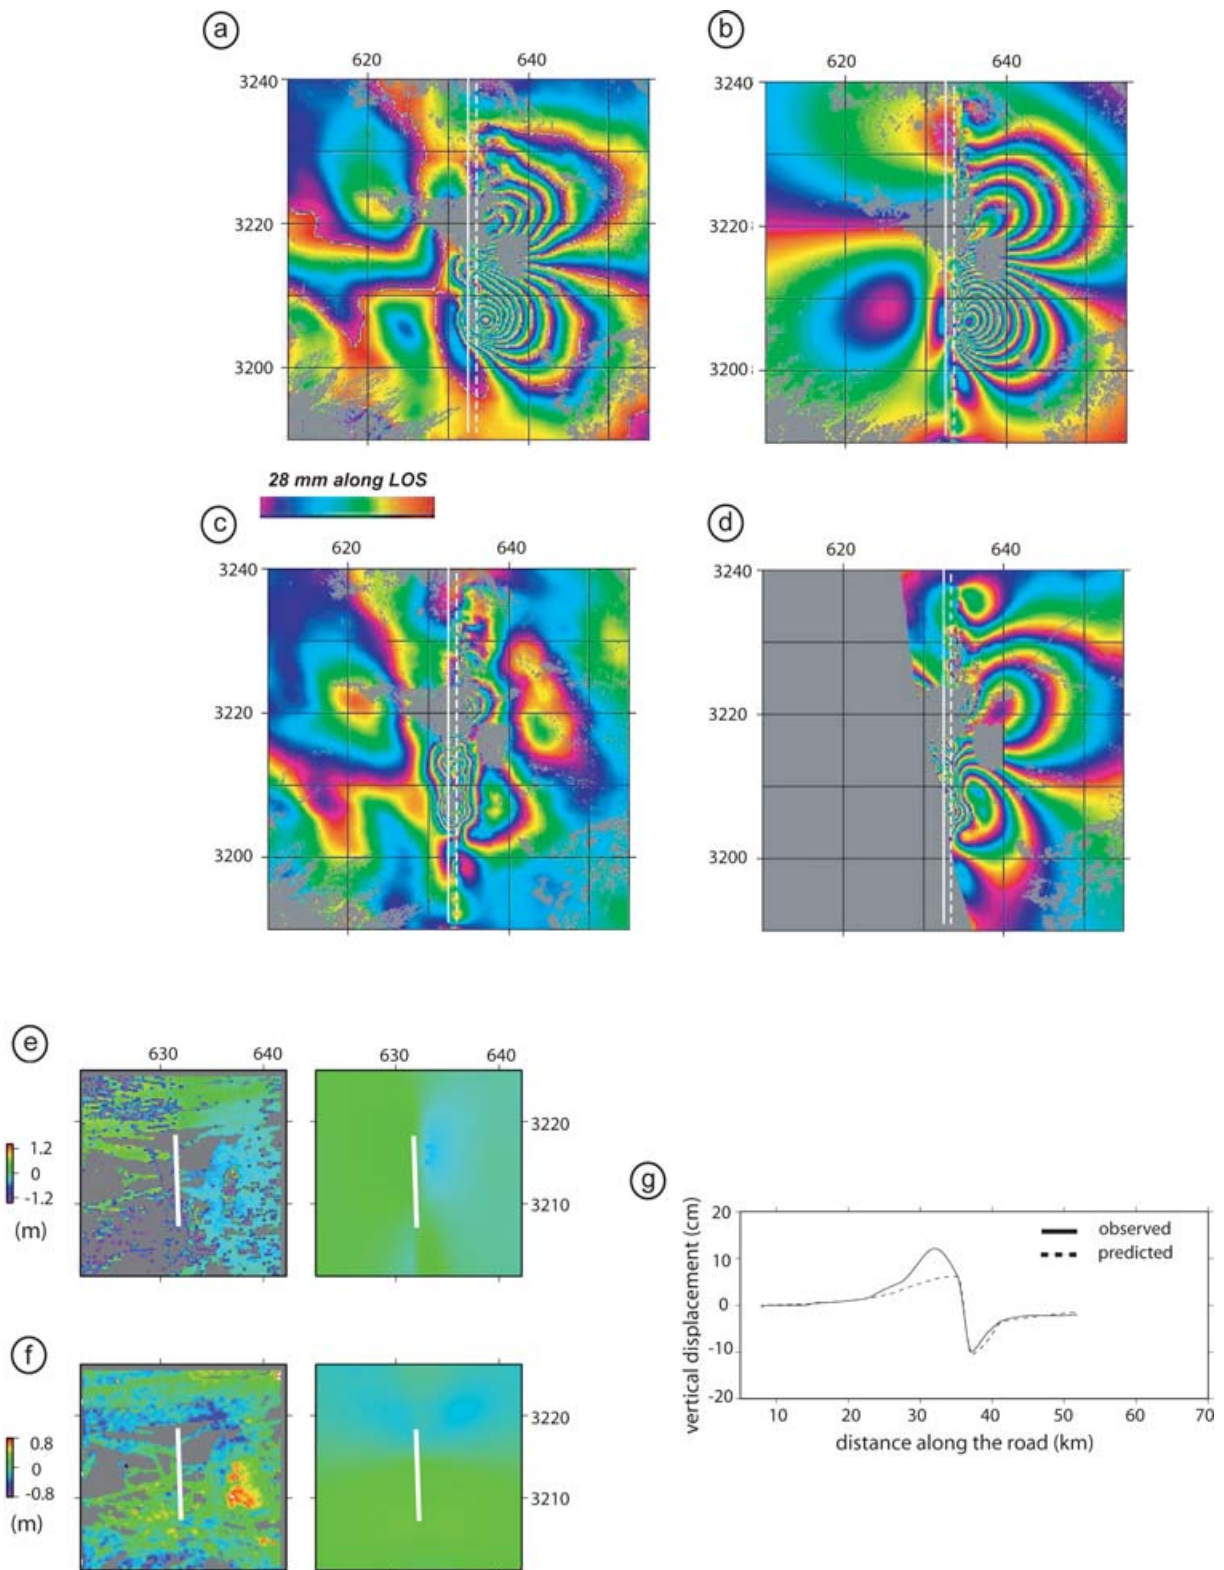 a
b
620 640
620 640
3240
3240
3220
3220
3200
3200
28 mm along LOS
c
d
620 640
620 640
3240
3240
3220
3220
3200
3200
e
630 640
630 640
3220
1.2
0
-1.2
(m)
3210
g
20
10
0
-10
-20
vertical displacement (cm)
observed
predicted
10 20 30 40 50 60 70
distance along the road (km)
f
3220
0.8
0
-0.8
(m)
3210